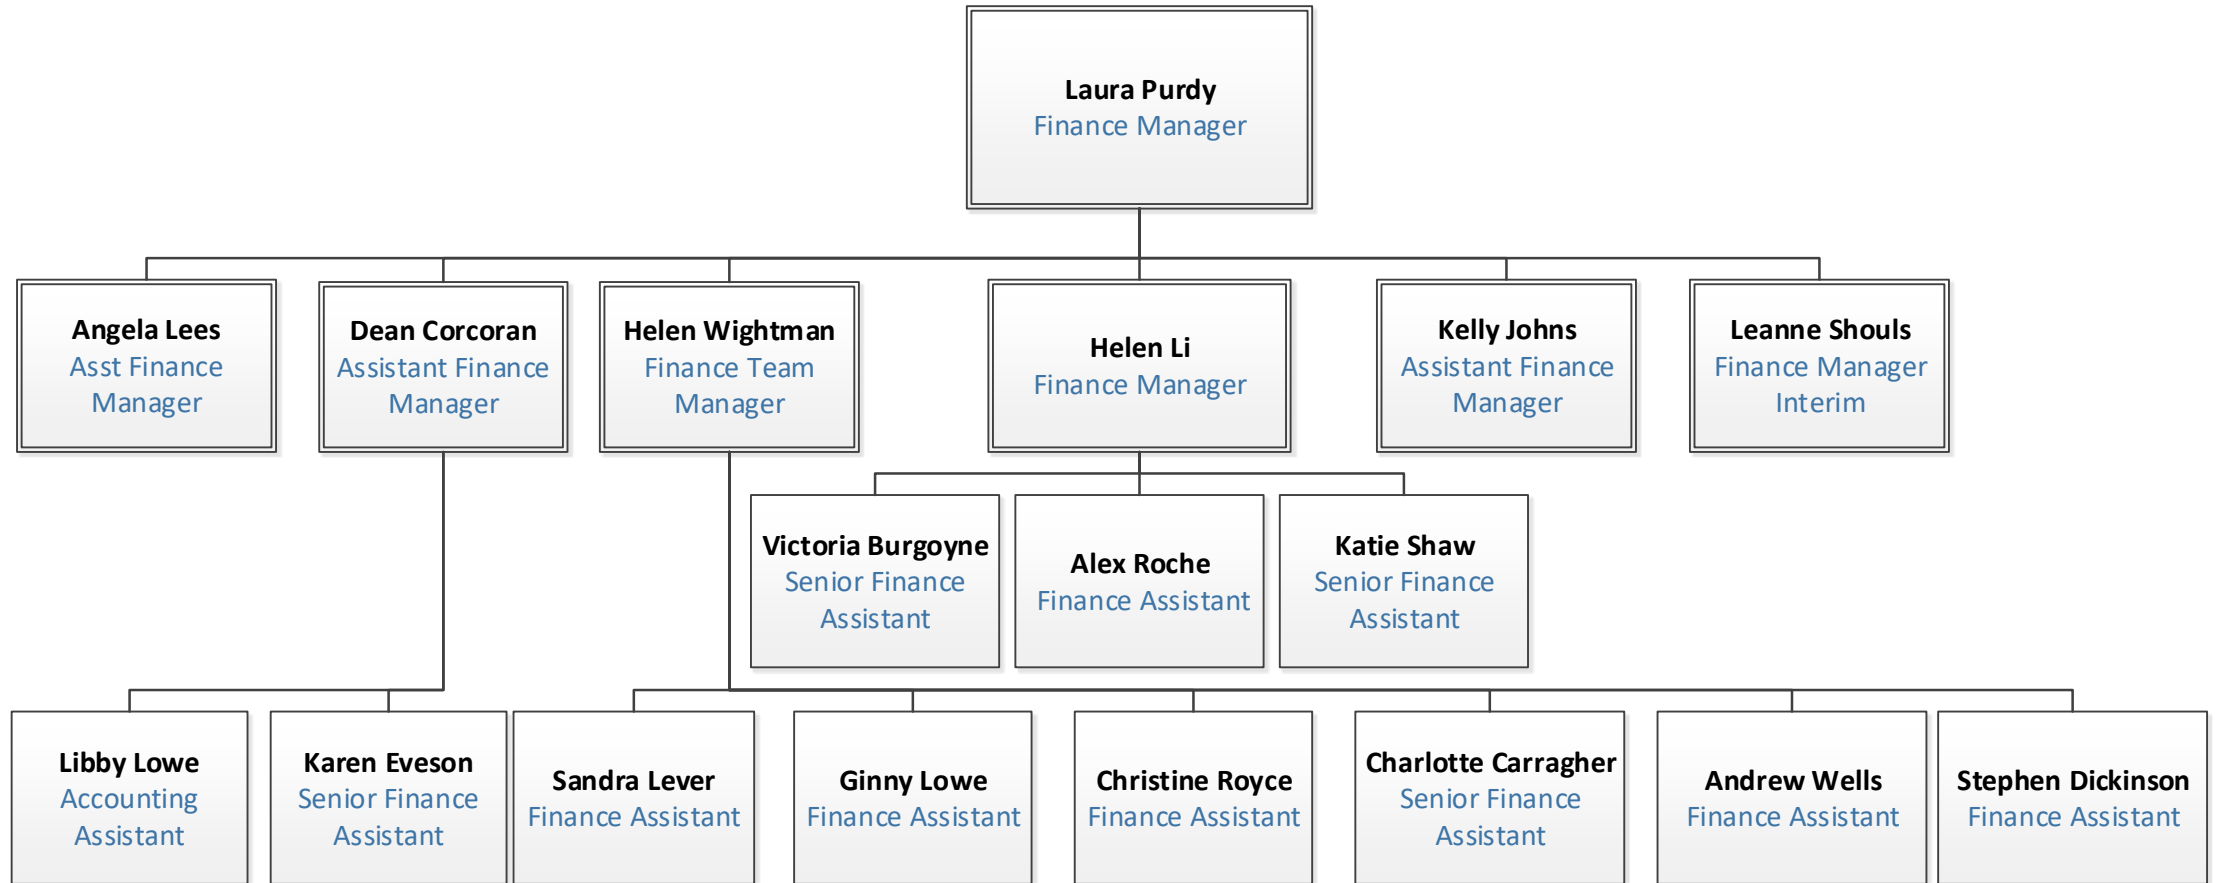 Laura Purdy
Finance Manager
Angela Lees
Asst Finance
Manager
Dean Corcoran
Assistant Finance
Manager
Helen Wightman
Finance Team
Manager
Helen Li
Finance Manager
Kelly Johns
Assistant Finance
Manager
Leanne Shouls
Finance Manager
Interim
Victoria Burgoyne
Senior Finance
Assistant
Alex Roche
Finance Assistant
Katie Shaw
Senior Finance
Assistant
Libby Lowe
Accounting
Assistant
Karen Eveson
Senior Finance
Assistant
Sandra Lever
Finance Assistant
Ginny Lowe
Finance Assistant
Christine Royce
Finance Assistant
Charlotte Carragher
Senior Finance
Assistant
Andrew Wells
Finance Assistant
Stephen Dickinson
Finance Assistant